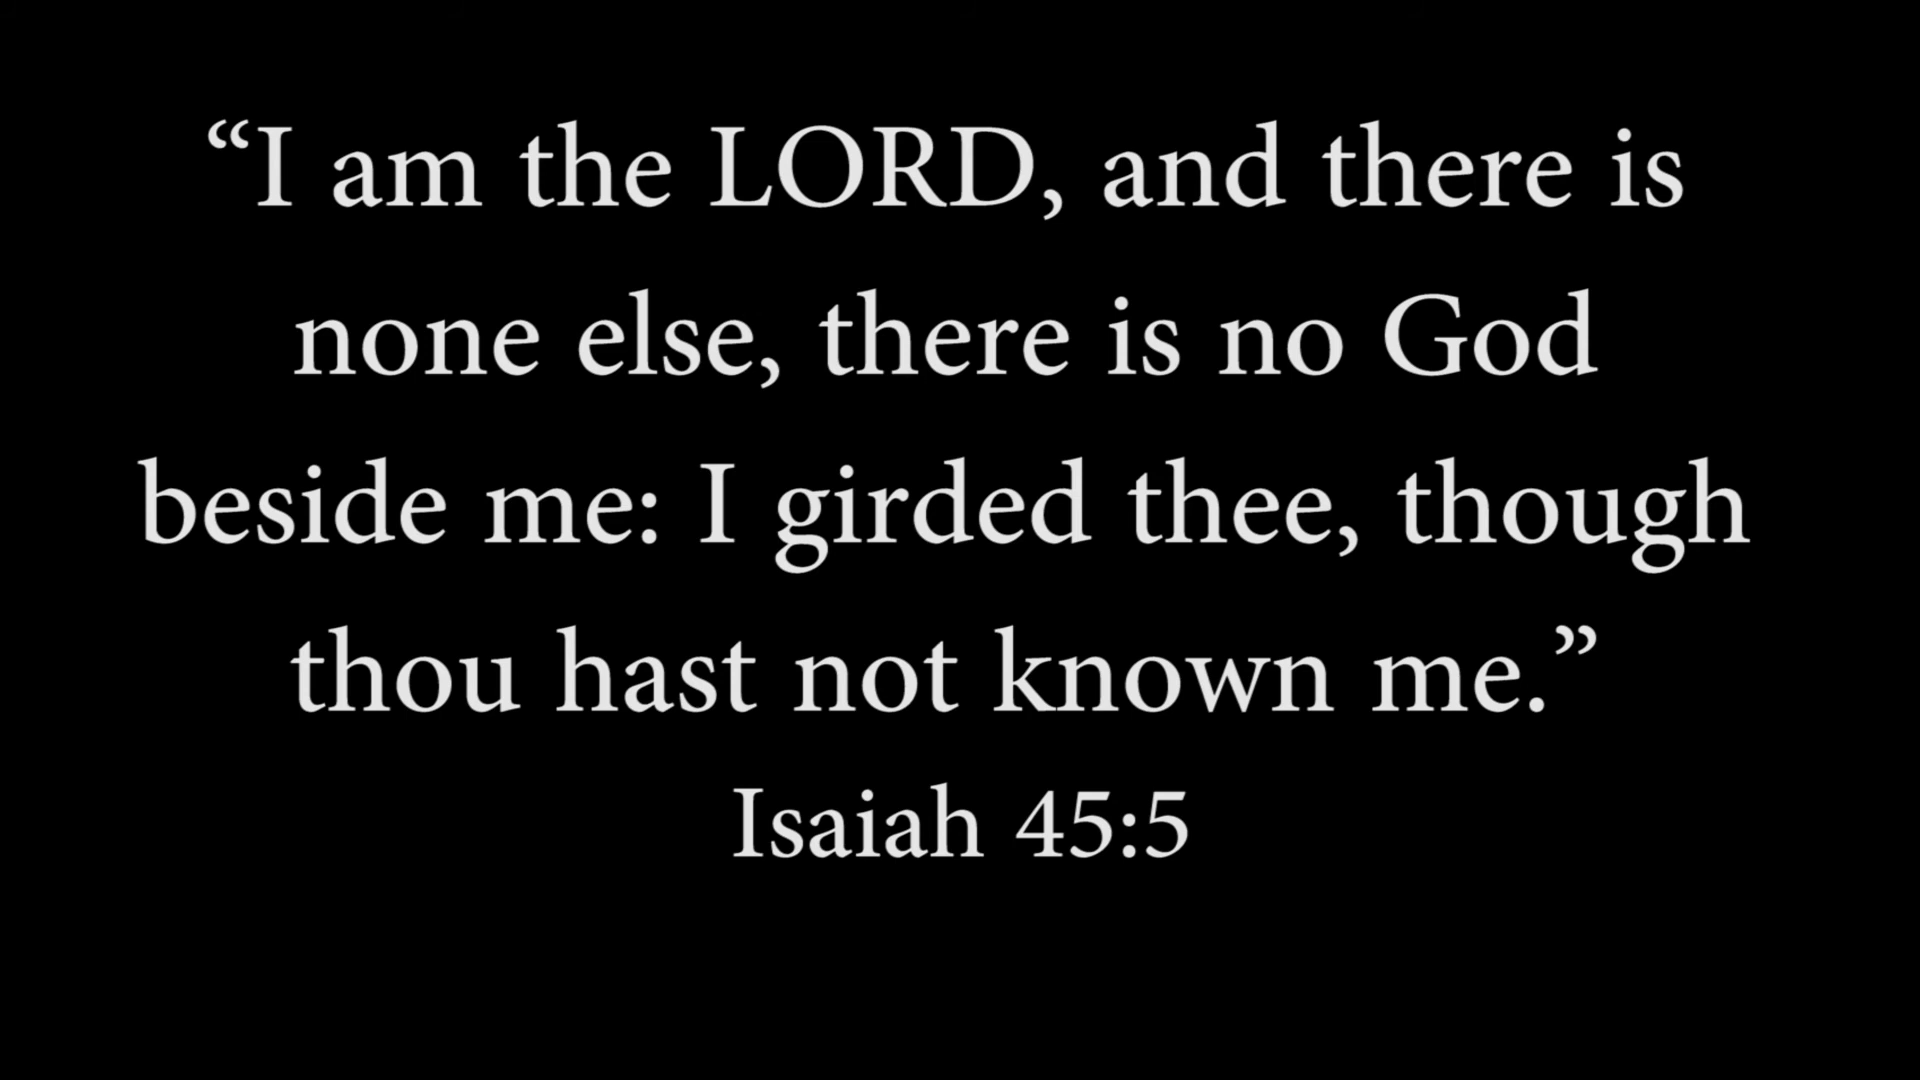 “I am the LORD, and there is
none else, there is no God
beside me: I girded thee, though
thou hast not known me.”
Isaiah 45:5